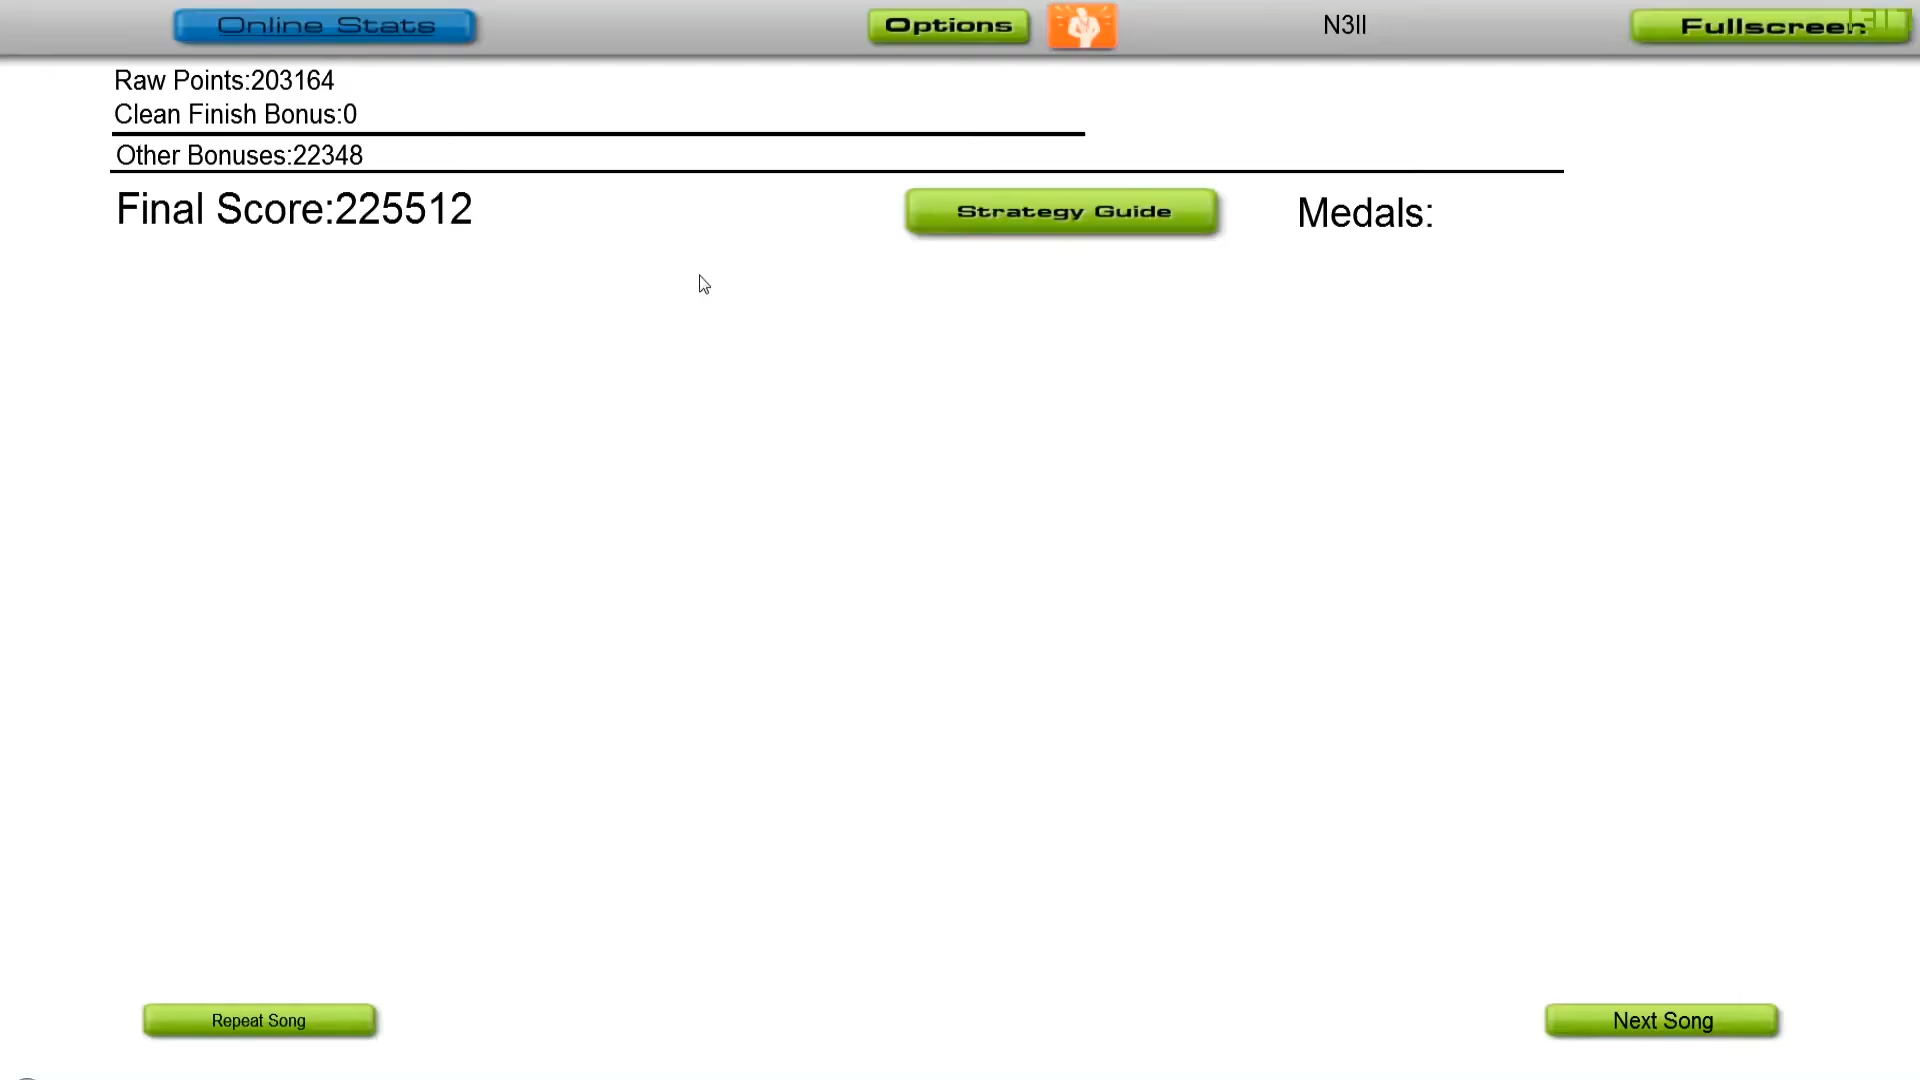 Online Stats
Options
N3ll
Fullscreen
Raw Points:203164
Clean Finish Bonus:0
Other Bonuses:22348
Final Score:225512
Strategy Guide
Medals:
Repeat Song
Next Song